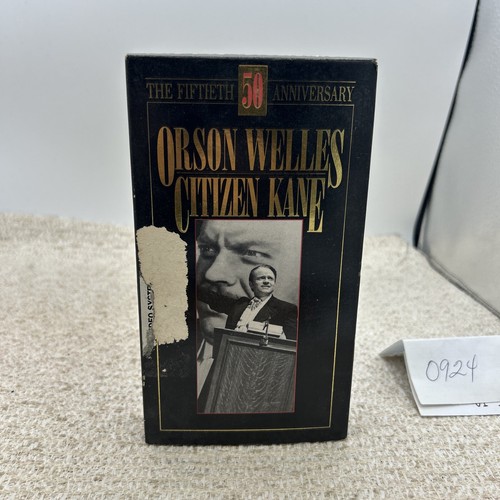 THE FIFTIETH 50 ANNIVERSARY
ORSON WELLES
CITIZEN KANE
0924